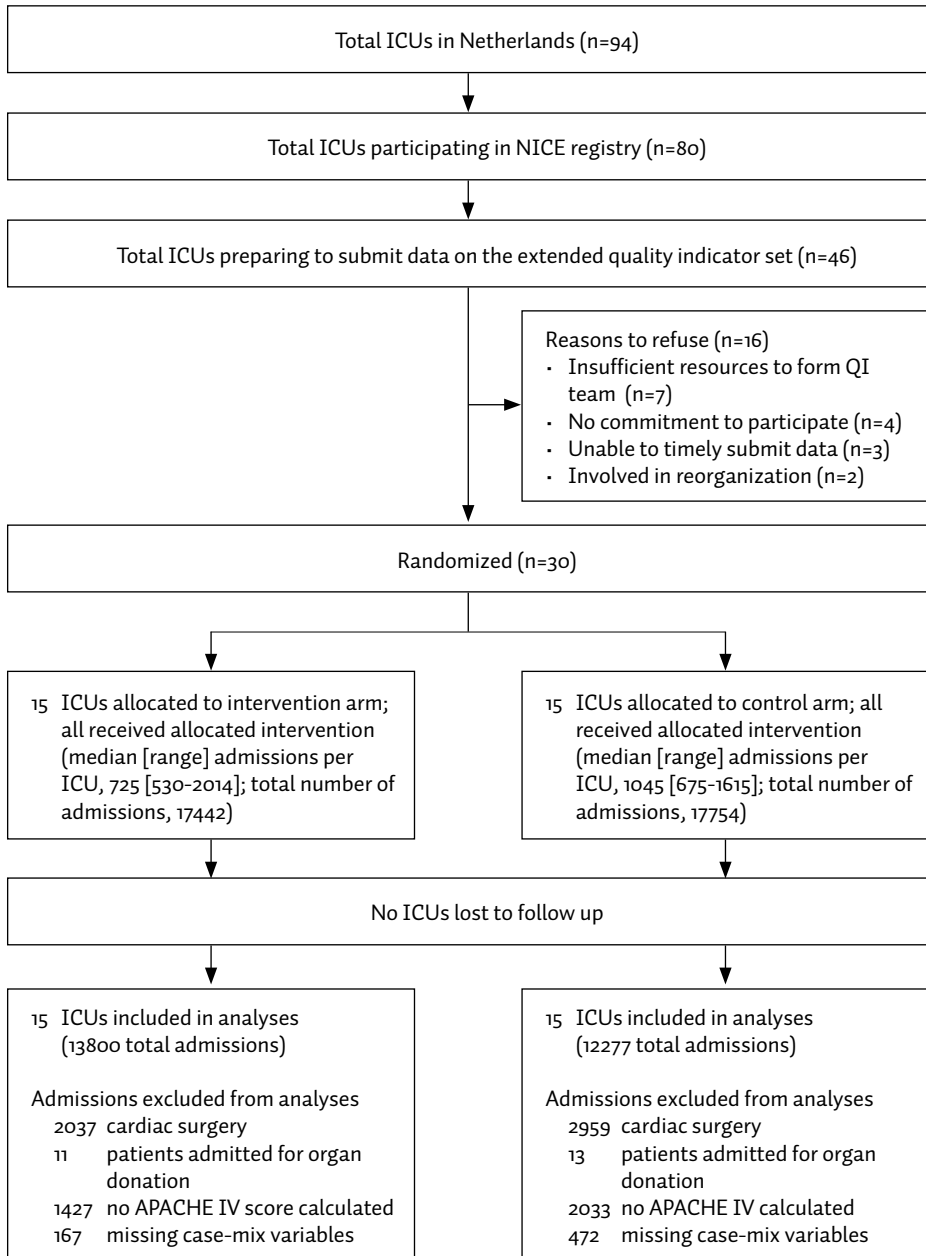 Total ICUs in Netherlands (n=94)
Total ICUs participating in NICE registry (n=80)
Total ICUs preparing to submit data on the extended quality indicator set (n=46)
Reasons to refuse (n=16)
· Insufficient resources to form QI
team (n=7)
· No commitment to participate (n=4)
· Unable to timely submit data (n=3)
· Involved in reorganization (n=2)
Randomized (n=30)
15 ICUs allocated to intervention arm;
all received allocated intervention
(median [range] admissions per
ICU, 725 [530-2014]; total number of
admissions, 17442)
15 ICUs allocated to control arm; all
received allocated intervention
(median [range] admissions per
ICU, 1045 [675-1615]; total number of
admissions, 17754)
No ICUs lost to follow up
15 ICUs included in analyses
(13800 total admissions)
Admissions excluded from analyses
2037 cardiac surgery
11 patients admitted for organ
donation
1427 no APACHE IV score calculated
167 missing case-mix variables
15 ICUs included in analyses
(12277 total admissions)
Admissions excluded from analyses
2959 cardiac surgery
13 patients admitted for organ
donation
2033 no APACHE IV calculated
472 missing case-mix variables